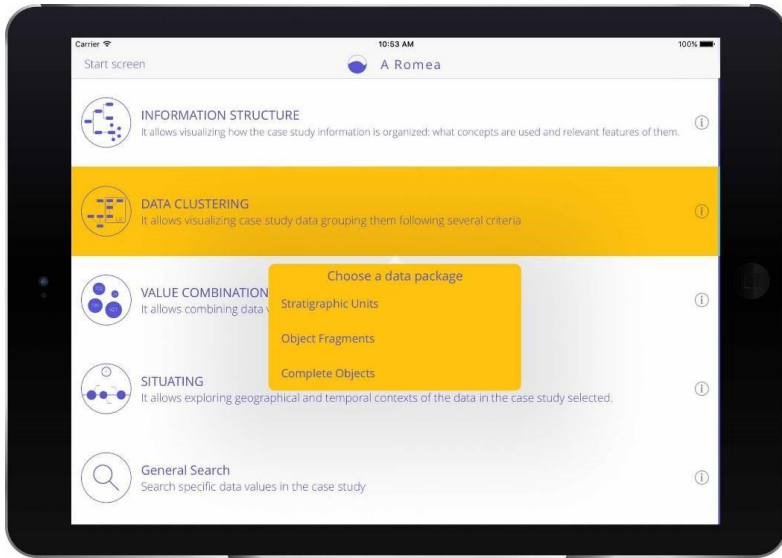 Carrier 10:53 AM 100%
Start screen A Romea
INFORMATION STRUCTURE
It allows visualizing how the case study information is organized: what concepts are used and relevant features of them.
DATA CLUSTERING
It allows visualizing case study data grouping them following several criteria
Choose a data package
Stratigraphic Units
Object Fragments
Complete Objects
VALUE COMBINATION
It allows combining data
SITUATING
It allows exploring geographical and temporal contexts of the data in the case study selected.
General Search
Search specific data values in the case study